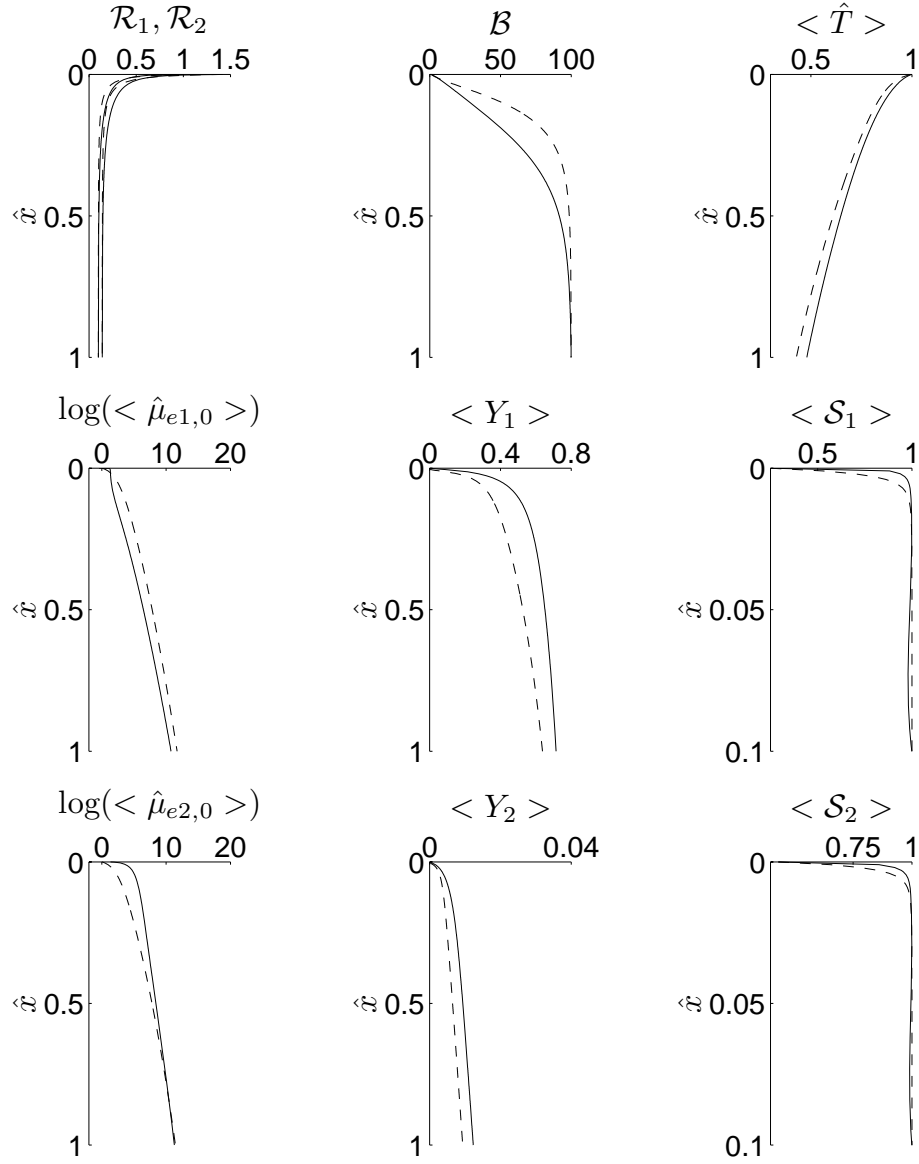 R₁, R₂
0 0.5 1 1.5
0
x̂ 0.5
1
B
0 50 100
0
x̂ 0.5
1
< T̂ >
0.5 1
0
x̂ 0.5
1
log(< μ̂ₑ₁,₀ >)
0 10 20
0
x̂ 0.5
1
< Y₁ >
0 0.4 0.8
0
x̂ 0.5
1
< S₁ >
0.5 1
0
x̂ 0.05
0.1
log(< μ̂ₑ₂,₀ >)
0 10 20
0
x̂ 0.5
1
< Y₂ >
0 0.04
0
x̂ 0.5
1
< S₂ >
0.75 1
0
x̂ 0.05
0.1